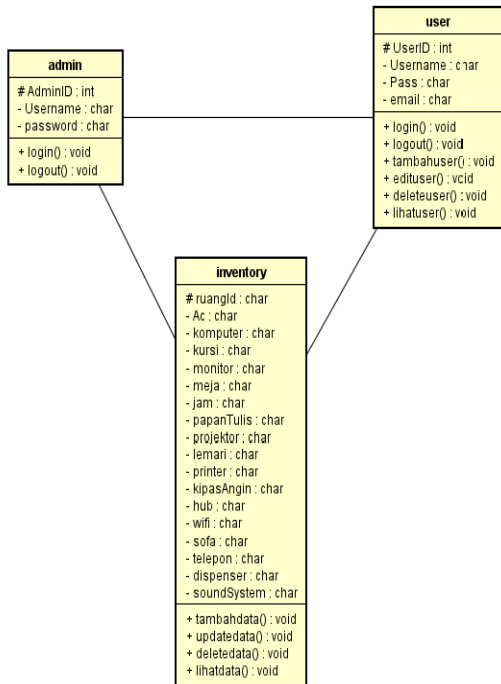 admin
# AdminID : int
- Username : char
- password : char
+ login() : void
+ logout() : void
user
# UserID : int
- Username : char
- Pass : char
- email : char
+ login() : void
+ logout() : void
+ tambahuser() : void
+ edituser() : void
+ deleteuser() : void
+ lihatuser() : void
inventory
# ruangId : char
- Ac : char
- komputer : char
- kursi : char
- monitor : char
- meja : char
- jam : char
- papanTulis : char
- projektor : char
- lemari : char
- printer : char
- kipasAngin : char
- hub : char
- wifi : char
- sofa : char
- telepon : char
- dispenser : char
- soundSystem : char
+ tambahdata() : void
+ updatedata() : void
+ deletedata() : void
+ lihatdata() : void